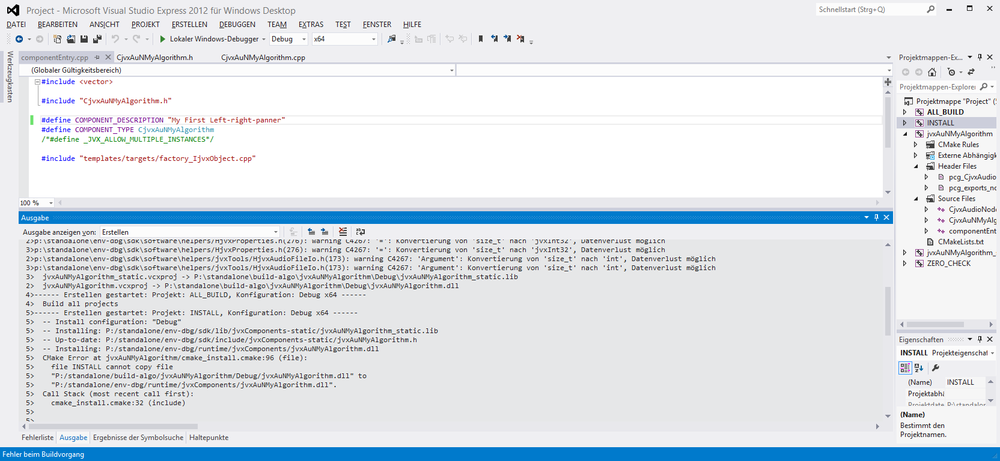 Project - Microsoft Visual Studio Express 2012 für Windows Desktop
Schnellstart (Strg+Q)
DATEI BEARBEITEN ANSICHT PROJEKT ERSTELLEN DEBUGGEN TEAM EXTRAS TEST FENSTER HILFE
Lokaler Windows-Debugger Debug x64
Werkzeugkasten
componentEntry.cpp CjvxAuNMyAlgorithm.h CjvxAuNMyAlgorithm.cpp
(Globaler Gültigkeitsbereich)
#include <vector>
#include "CjvxAuNMyAlgorithm.h"
#define COMPONENT_DESCRIPTION "My First Left-right-panner"
#define COMPONENT_TYPE CjvxAuNMyAlgorithm
/*#define _JVX_ALLOW_MULTIPLE_INSTANCES*/
#include "templates/targets/factory_IjvxObject.cpp"
100 %
Ausgabe
Ausgabe anzeigen von: Erstellen
2>p:\standalone\env-dbg\sdk\software\helpers/HjvxProperties.h(276): warning C4267: '=': Konvertierung von 'size_t' nach 'jvxInt32', Datenverlust möglich
3>p:\standalone\env-dbg\sdk\software\helpers/HjvxProperties.h(276): warning C4267: '=': Konvertierung von 'size_t' nach 'jvxInt32', Datenverlust möglich
2>p:\standalone\env-dbg\sdk\software\helpers/jvxTools/HjvxAudioFileIo.h(173): warning C4267: 'Argument': Konvertierung von 'size_t' nach 'int', Datenverlust möglich
3>p:\standalone\env-dbg\sdk\software\helpers/jvxTools/HjvxAudioFileIo.h(173): warning C4267: 'Argument': Konvertierung von 'size_t' nach 'int', Datenverlust möglich
3> jvxAuNMyAlgorithm_static.vcxproj -> P:\standalone\build-algo\jvxAuNMyAlgorithm\Debug\jvxAuNMyAlgorithm_static.lib
2> jvxAuNMyAlgorithm.vcxproj -> P:\standalone\build-algo\jvxAuNMyAlgorithm\Debug\jvxAuNMyAlgorithm.dll
4>------ Erstellen gestartet: Projekt: ALL_BUILD, Konfiguration: Debug x64 ------
4> Build all projects
5>------ Erstellen gestartet: Projekt: INSTALL, Konfiguration: Debug x64 ------
5> -- Install configuration: "Debug"
5> -- Installing: P:/standalone/env-dbg/sdk/lib/jvxComponents-static/jvxAuNMyAlgorithm_static.lib
5> -- Up-to-date: P:/standalone/env-dbg/sdk/include/jvxComponents-static/jvxAuNMyAlgorithm.h
5> -- Installing: P:/standalone/env-dbg/runtime/jvxComponents/jvxAuNMyAlgorithm.dll
5> CMake Error at jvxAuNMyAlgorithm/cmake_install.cmake:96 (file):
5> file INSTALL cannot copy file
5> "P:/standalone/build-algo/jvxAuNMyAlgorithm/Debug/jvxAuNMyAlgorithm.dll" to
5> "P:/standalone/env-dbg/runtime/jvxComponents/jvxAuNMyAlgorithm.dll".
5> Call Stack (most recent call first):
5> cmake_install.cmake:32 (include)
5>
5>
Fehlerliste Ausgabe Ergebnisse der Symbolsuche Haltepunkte
Fehler beim Buildvorgang
Projektmappen-Ex...
Projektmappen-Explorer
Projektmappe "Project" (5
ALL_BUILD
INSTALL
jvxAuNMyAlgorithm
CMake Rules
Externe Abhängigk
Header Files
pcg_CjvxAudio
pcg_exports_no
Source Files
CjvxAudioNode
CjvxAuNMyAlg
componentEnt
CMakeLists.txt
jvxAuNMyAlgorithm_
ZERO_CHECK
Eigenschaften
INSTALL Projekteigenschaf
(Name) INSTALL
Projektabhä
Projektdate P:\standalor
(Name)
Bestimmt den
Projektnamen.